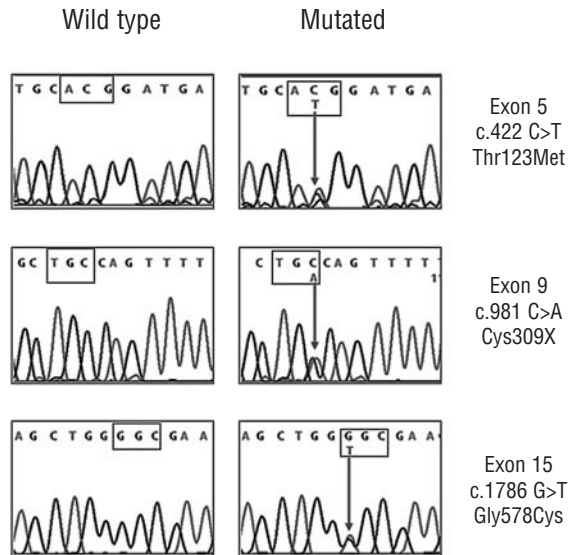 Wild type Mutated
T G C A C G G A T G A
T G C A C G G A T G A
T
Exon 5
c.422 C>T
Thr123Met
G C T G C C A G T T T T
C T G C C A G T T T T
A
Exon 9
c.981 C>A
Cys309X
A G C T G G G G C G A A
A G C T G G G G C G A A
T
Exon 15
c.1786 G>T
Gly578Cys